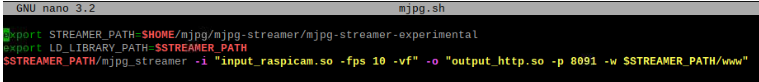 GNU nano 3.2 mjpg.sh
export STREAMER_PATH=$HOME/mjpg/mjpg-streamer/mjpg-streamer-experimental
export LD_LIBRARY_PATH=$STREAMER_PATH
$STREAMER_PATH/mjpg_streamer -i "input_raspicam.so -fps 10 -vf" -o "output_http.so -p 8091 -w $STREAMER_PATH/www"